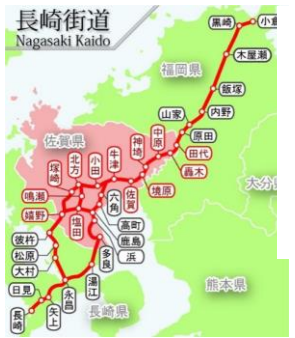 長崎街道
Nagasaki Kaido
黒崎
小倉
木屋瀬
福岡県
飯塚
山家
内野
原田
田代
轟木
中原
神埼
境原
佐賀
牛津
小田
北方
塚崎
佐賀県
鳴瀬
嬉野
塩田
六角
高町
鹿島
浜
多良
湯江
彼杵
松原
大村
日見
長崎
矢上
永昌
長崎県
熊本県
大分